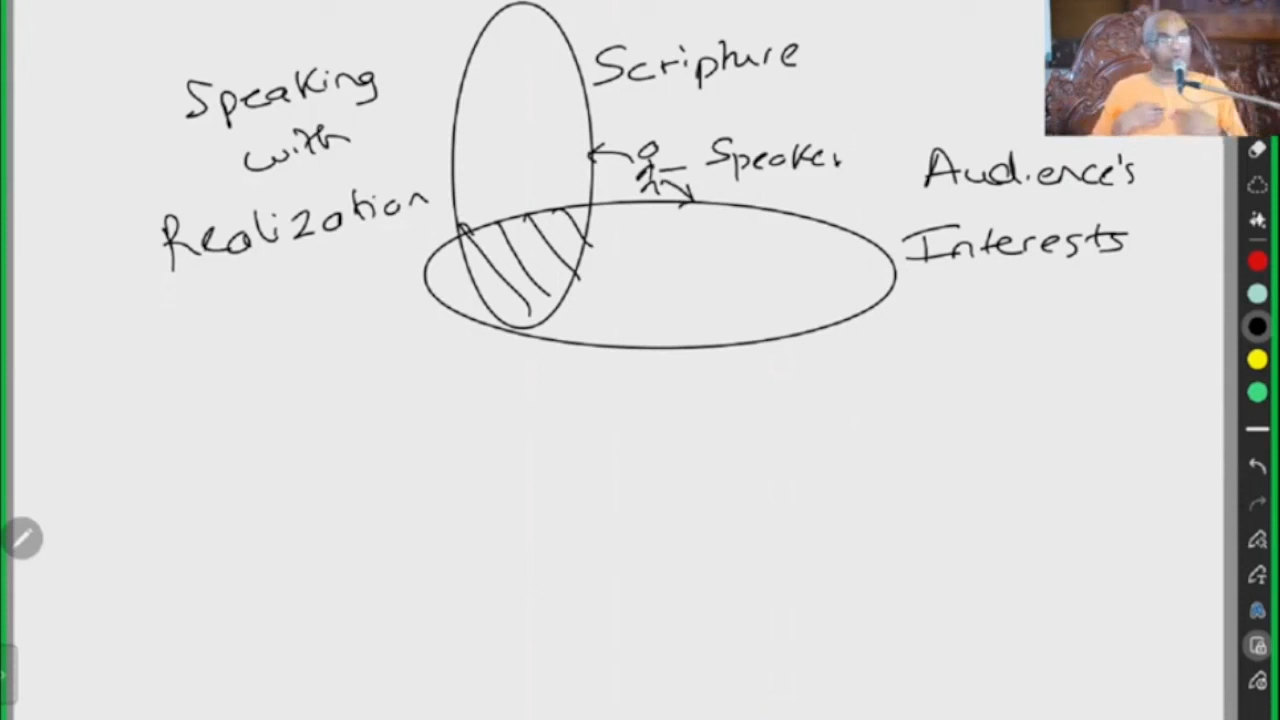 Speaking
with
Realization
Scripture
Speaker
Audience's
Interests